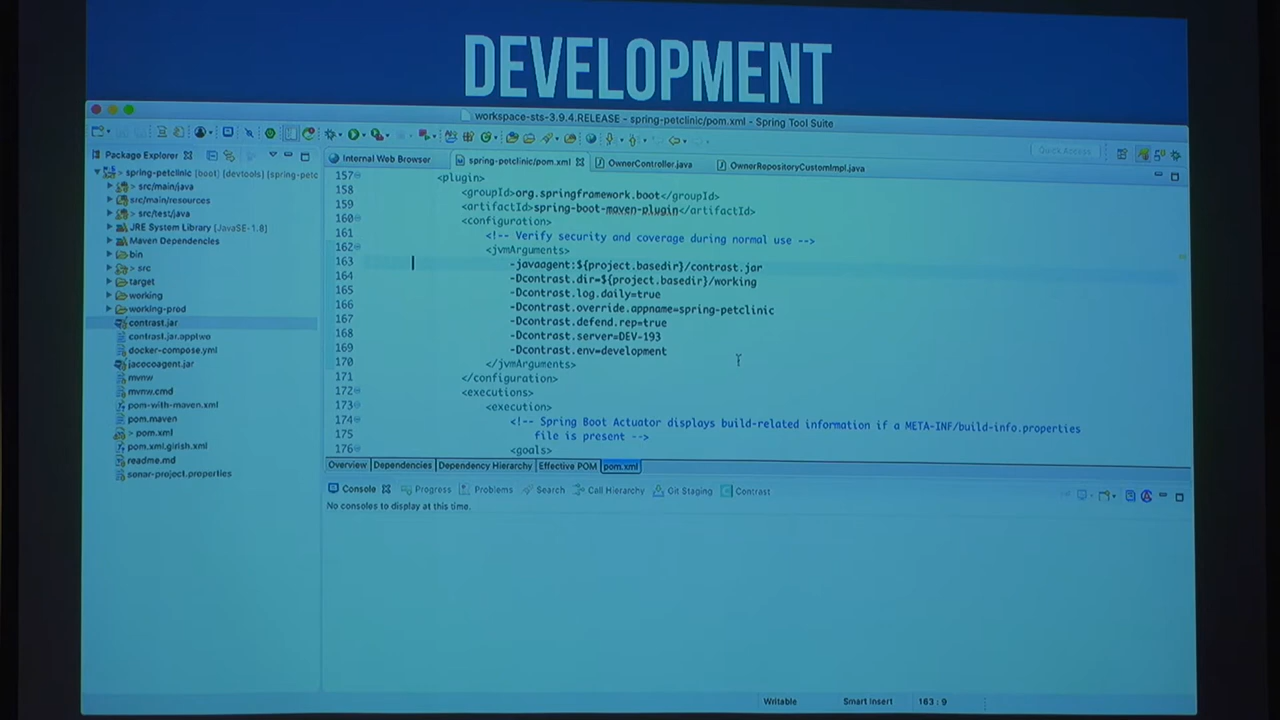 DEVELOPMENT
workspace-sts-3.9.4.RELEASE - spring-petclinic/pom.xml - Spring Tool Suite
Quick Access
Package Explorer
Internal Web Browser
spring-petclinic/pom.xml
OwnerController.java
OwnerRepositoryCustomImpl.java
> spring-petclinic [boot] [devtools] [spring-petc
> src/main/java
src/main/resources
> src/test/java
JRE System Library [JavaSE-1.8]
Maven Dependencies
bin
> src
target
working
working-prod
contrast.jar
contrast.jar.apptwo
docker-compose.yml
jacocoagent.jar
mvnw
mvnw.cmd
pom-with-maven.xml
pom.maven
> pom.xml
pom.xml.girish.xml
readme.md
sonar-project.properties
157 <plugin>
158 <groupId>org.springframework.boot</groupId>
159 <artifactId>spring-boot-maven-plugin</artifactId>
160 <configuration>
161 <!-- Verify security and coverage during normal use -->
162 <jvmArguments>
163 -javaagent:${project.basedir}/contrast.jar
164 -Dcontrast.dir=${project.basedir}/working
165 -Dcontrast.log.daily=true
166 -Dcontrast.override.appname=spring-petclinic
167 -Dcontrast.defend.rep=true
168 -Dcontrast.server=DEV-193
169 -Dcontrast.env=development
170 </jvmArguments>
171 </configuration>
172 <executions>
173 <execution>
174 <!-- Spring Boot Actuator displays build-related information if a META-INF/build-info.properties
175 file is present -->
176 <goals>
Overview Dependencies Dependency Hierarchy Effective POM pom.xml
Console Progress Problems Search Call Hierarchy Git Staging Contrast
No consoles to display at this time.
Writable Smart Insert 163 : 9